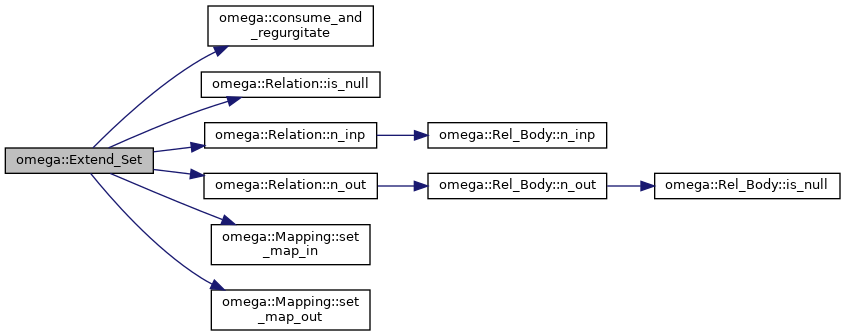 omega::consume_and
_regurgitate
omega::Relation::is_null
omega::Relation::n_inp
omega::Rel_Body::n_inp
omega::Extend_Set
omega::Relation::n_out
omega::Rel_Body::n_out
omega::Rel_Body::is_null
omega::Mapping::set
_map_in
omega::Mapping::set
_map_out